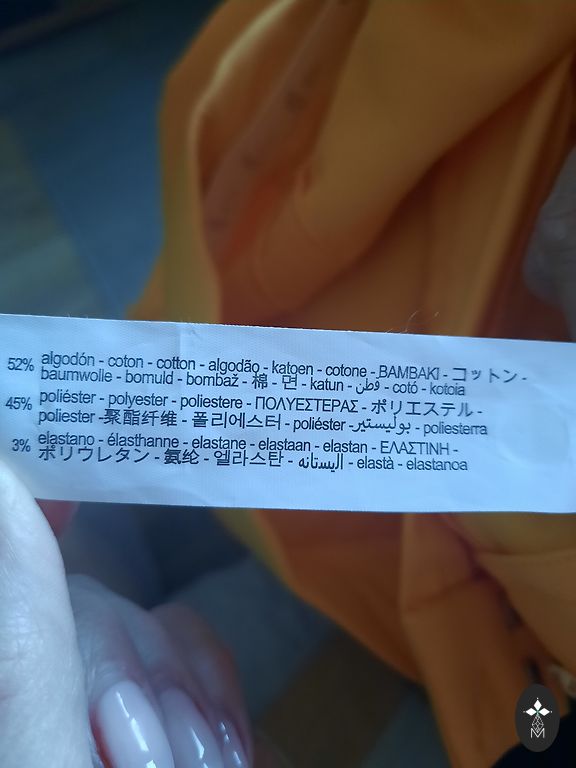 52% algodón - coton - cotton - algodão - katoen - cotone - BAMBAKI - コットン -
baumwolle - bomuld - bombaž - 棉 - 면 - katun - قطن - cotó - kotoia
45% poliéster - polyester - poliestere - ΠΟΛΥΕΣΤΕΡΑΣ - ポリエステル -
poliester -聚酯纤维 - 폴리에스터 - poliéster - بوليستير - poliesterra
3% elastano - élasthanne - elastane - elastaan - elastan - ΕΛΑΣΤΙΝΗ -
ポリウレタン - 氨纶 - 엘라스탄 - اليستانه - elastà - elastanoa
M